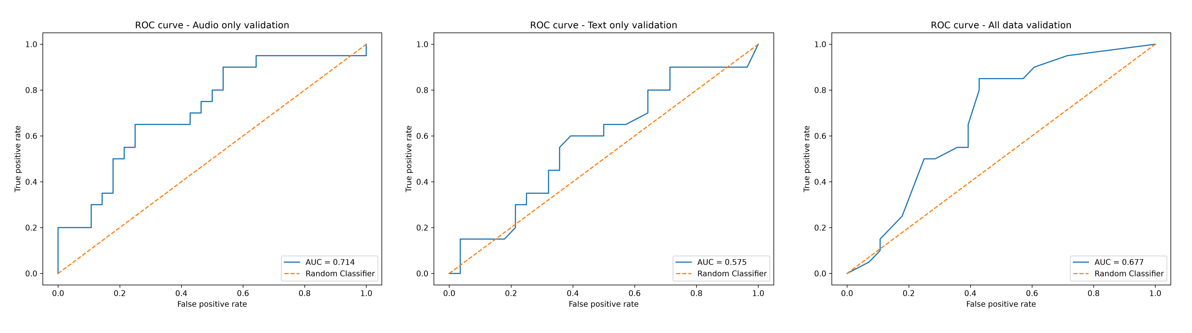 ROC curve - Audio only validation
True positive rate
1.0
0.8
0.6
0.4
0.2
0.0
AUC = 0.714
Random Classifier
0.0 0.2 0.4 0.6 0.8 1.0
False positive rate
ROC curve - Text only validation
True positive rate
1.0
0.8
0.6
0.4
0.2
0.0
AUC = 0.575
Random Classifier
0.0 0.2 0.4 0.6 0.8 1.0
False positive rate
ROC curve - All data validation
True positive rate
1.0
0.8
0.6
0.4
0.2
0.0
AUC = 0.677
Random Classifier
0.0 0.2 0.4 0.6 0.8 1.0
False positive rate